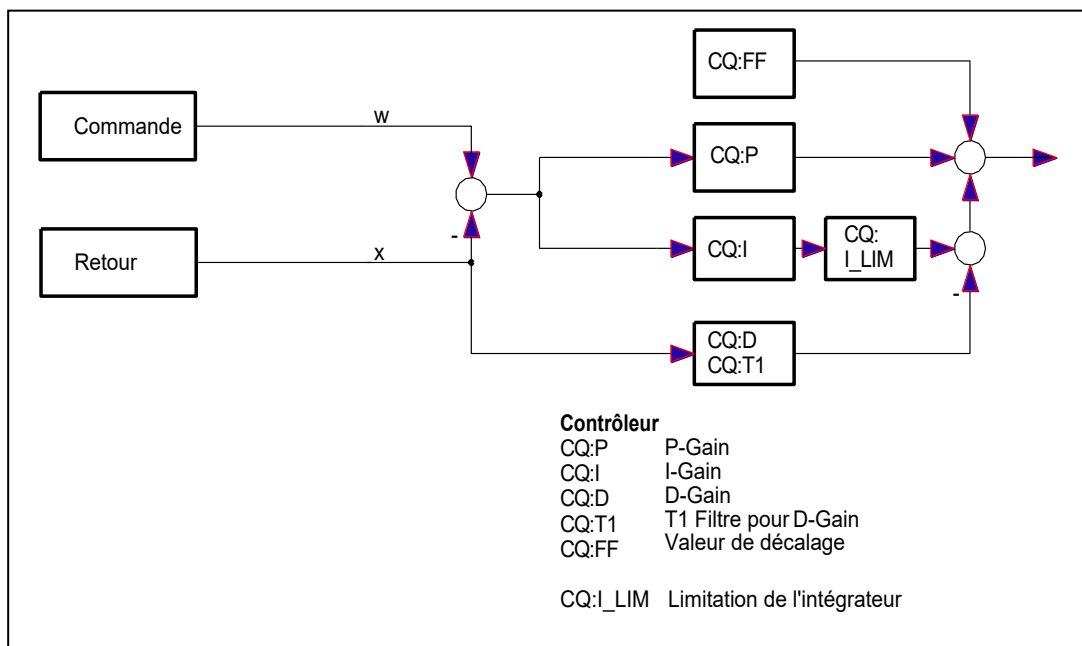 CQ:FF
Commande
w
CQ:P
-
Retour
x
CQ:I
CQ:
I_LIM
-
CQ:D
CQ:T1
Contrôleur
CQ:P P-Gain
CQ:I I-Gain
CQ:D D-Gain
CQ:T1 T1 Filtre pour D-Gain
CQ:FF Valeur de décalage
CQ:I_LIM Limitation de l'intégrateur